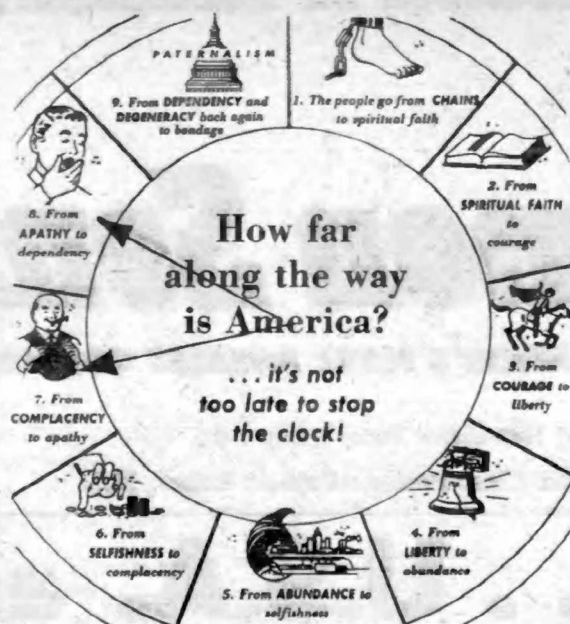 PATERNALISM
9. From DEPENDENCY and
DEGENERACY back again
to bondage
1. The people go from CHAINS
to spiritual faith
2. From
SPIRITUAL FAITH
to
courage
3. From
COURAGE to
liberty
4. From
LIBERTY to
abundance
5. From ABUNDANCE to
selfishness
6. From
SELFISHNESS to
complacency
7. From
COMPLACENCY
to apathy
8. From
APATHY to
dependency
How far
along the way
is America?
... it's not
too late to stop
the clock!